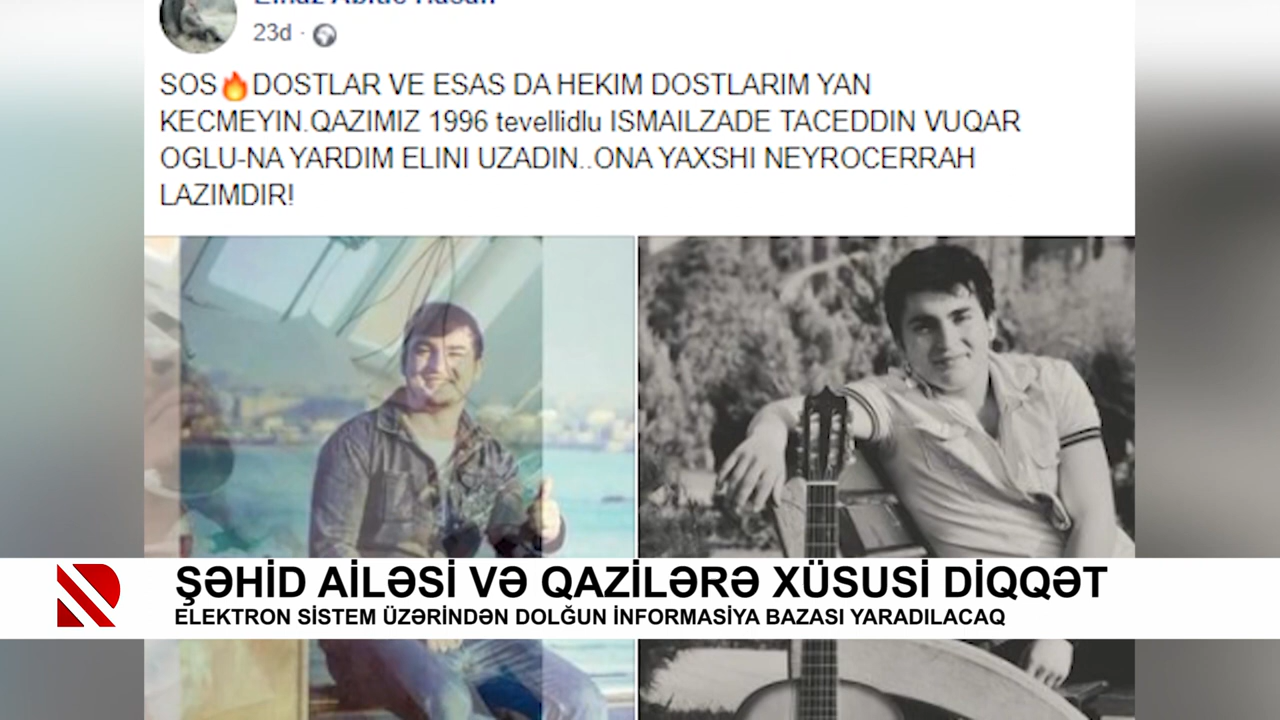 23d ·
SOS🔥DOSTLAR VE ESAS DA HEKIM DOSTLARIM YAN
KECMEYIN.QAZIMIZ 1996 tevellidlu ISMAILZADE TACEDDIN VUQAR
OGLU-NA YARDIM ELINI UZADIN..ONA YAXSHI NEYROCERRAH
LAZIMDIR!
ŞƏHİD AİLƏSİ VƏ QAZİLƏRƏ XÜSUSİ DİQQƏT
ELEKTRON SİSTEM ÜZƏRİNDƏN DOLĞUN İNFORMASİYA BAZASI YARADILACAQ